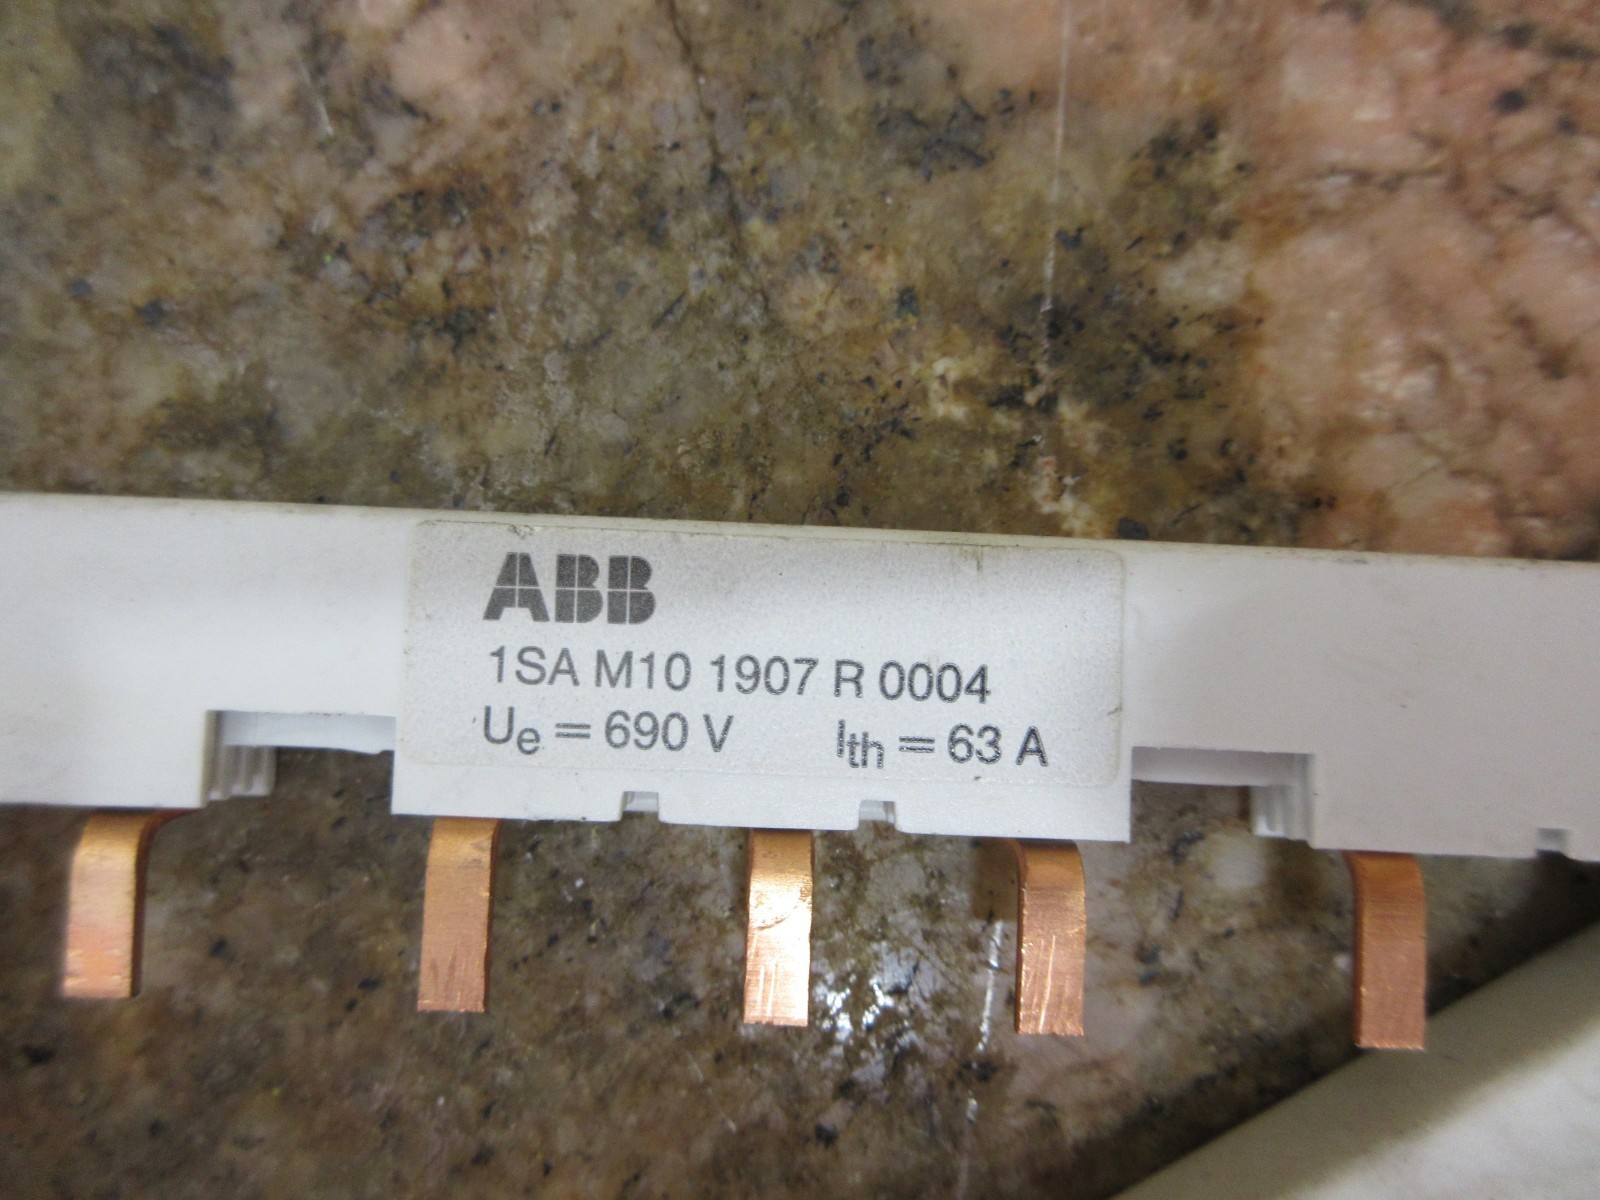 ABB
1SA M10 1907 R 0004
Ue = 690 V Ith = 63 A